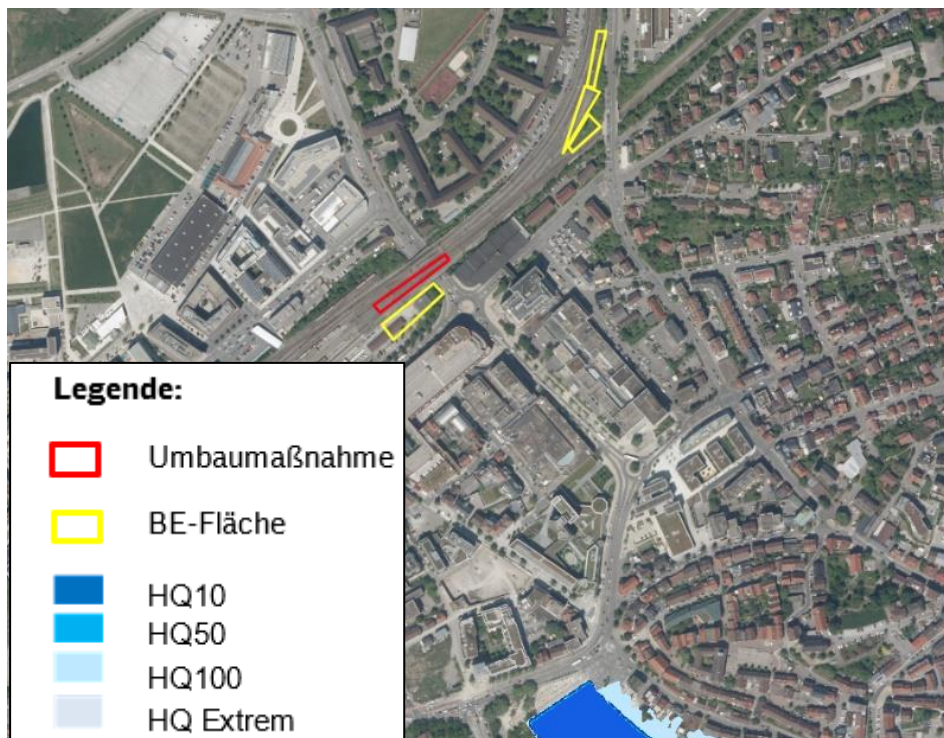 Legende:
Umbaumaßnahme
BE-Fläche
HQ10
HQ50
HQ100
HQ Extrem